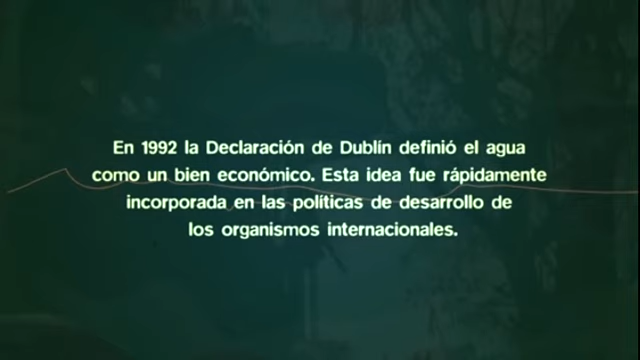 En 1992 la Declaración de Dublín definió el agua
como un bien económico. Esta idea fue rápidamente
incorporada en las políticas de desarrollo de
los organismos internacionales.